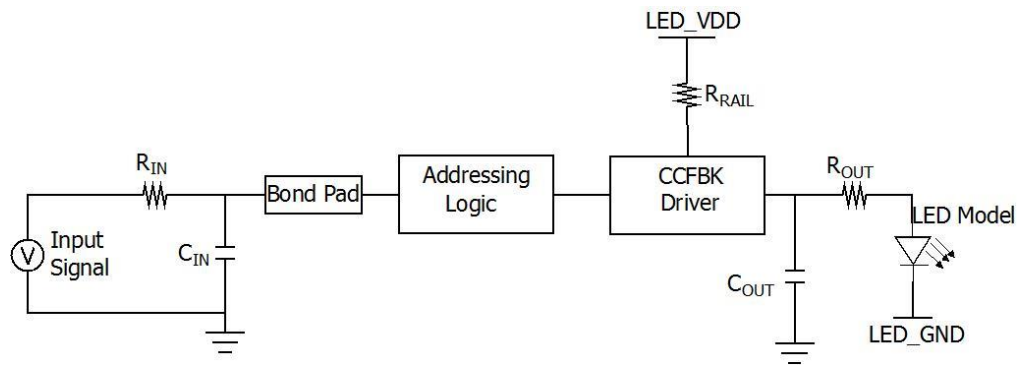 LED_VDD
R_RAIL
R_IN
Bond Pad
Addressing
Logic
CCFBK
Driver
R_OUT
LED Model
V
Input
Signal
C_IN
C_OUT
LED_GND